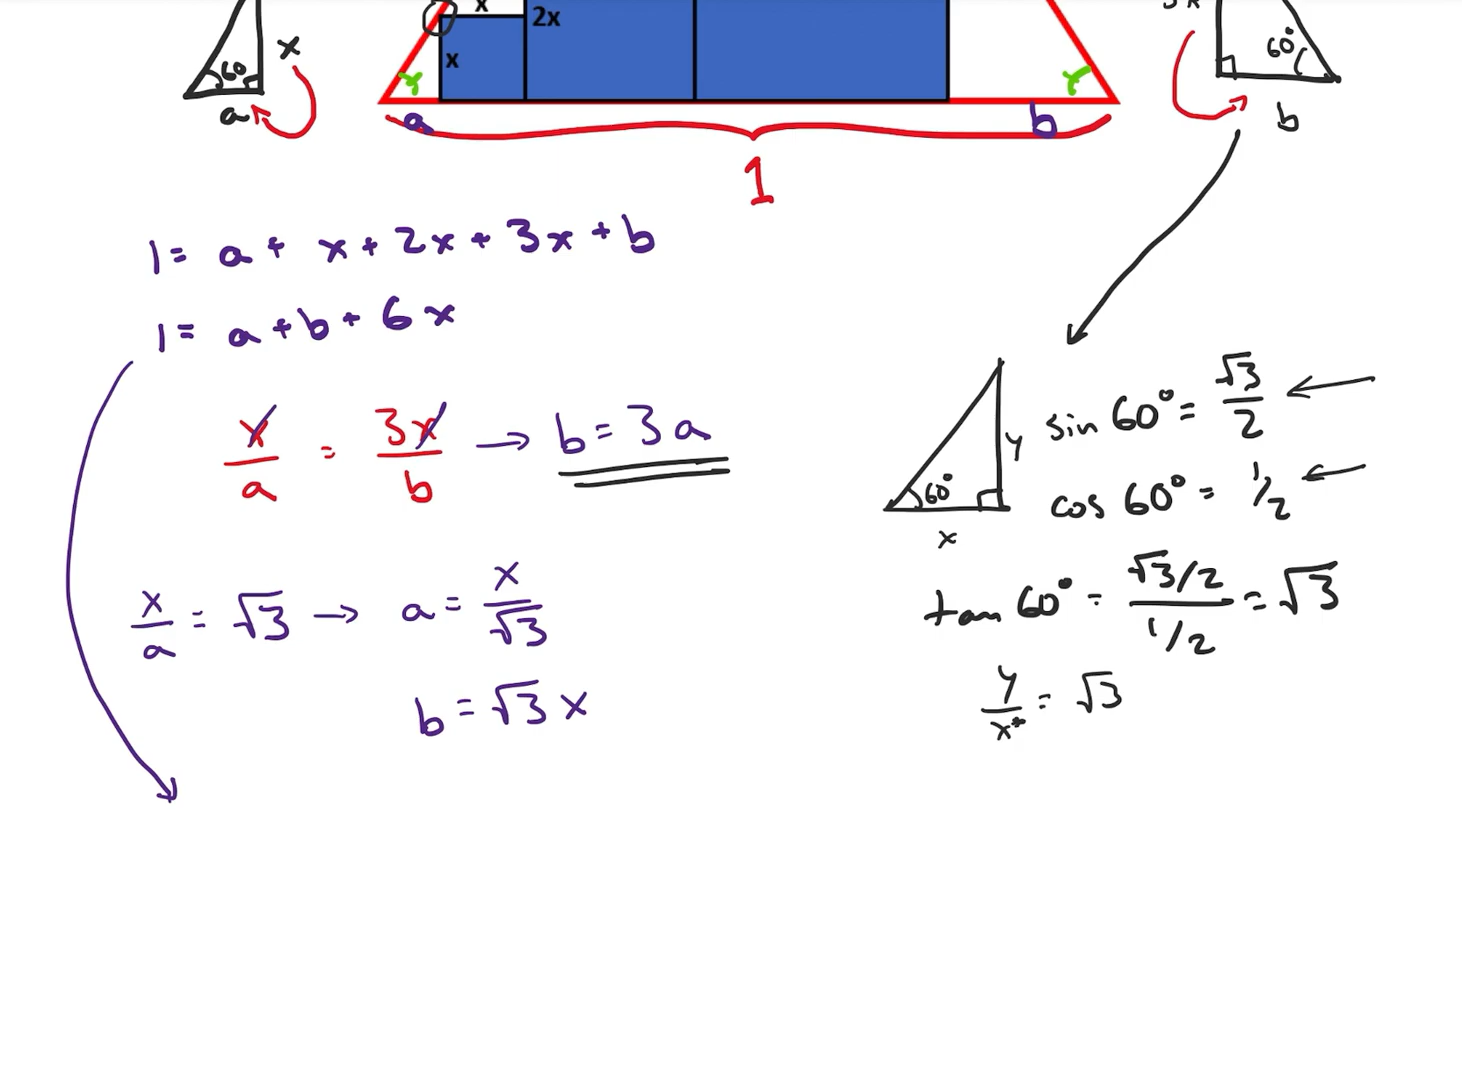 x
2x
x
60
x
a
a
b
1
60°
b
1 = a + x + 2x + 3x + b
1 = a + b + 6x
x/a = 3x/b → b = 3a
x/a = √3 → a = x/√3
b = √3 x
60°
y
x
sin 60° = √3/2 ←
cos 60° = 1/2 ←
tan 60° = (√3/2)/(1/2) = √3
y/x = √3